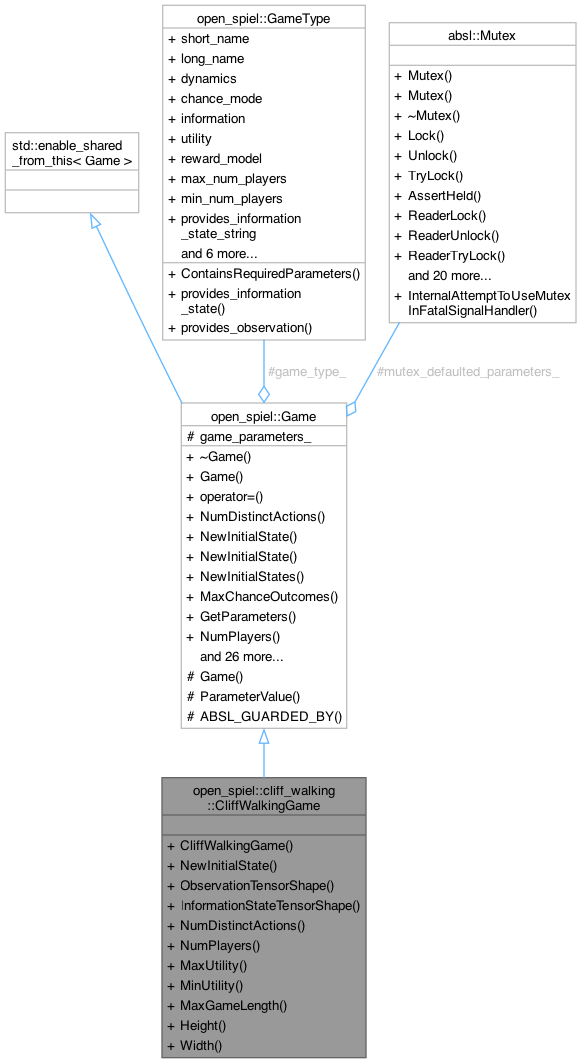 open_spiel::GameType
+ short_name
+ long_name
+ dynamics
+ chance_mode
+ information
+ utility
+ reward_model
+ max_num_players
+ min_num_players
+ provides_information
_state_string
and 6 more...
+ ContainsRequiredParameters()
+ provides_information
_state()
+ provides_observation()
absl::Mutex
+ Mutex()
+ Mutex()
+ ~Mutex()
+ Lock()
+ Unlock()
+ TryLock()
+ AssertHeld()
+ ReaderLock()
+ ReaderUnlock()
+ ReaderTryLock()
and 20 more...
+ InternalAttemptToUseMutex
InFatalSignalHandler()
std::enable_shared
_from_this< Game >
#game_type_
#mutex_defaulted_parameters_
open_spiel::Game
# game_parameters_
+ ~Game()
+ Game()
+ operator=()
+ NumDistinctActions()
+ NewInitialState()
+ NewInitialState()
+ NewInitialStates()
+ MaxChanceOutcomes()
+ GetParameters()
+ NumPlayers()
and 26 more...
# Game()
# ParameterValue()
# ABSL_GUARDED_BY()
open_spiel::cliff_walking
::CliffWalkingGame
+ CliffWalkingGame()
+ NewInitialState()
+ ObservationTensorShape()
+ InformationStateTensorShape()
+ NumDistinctActions()
+ NumPlayers()
+ MaxUtility()
+ MinUtility()
+ MaxGameLength()
+ Height()
+ Width()